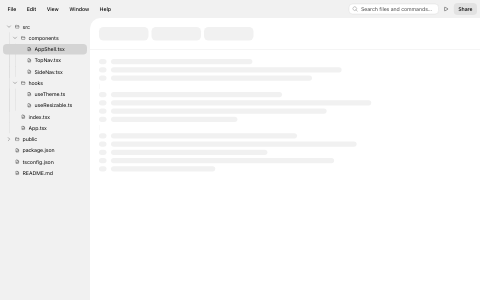 File Edit View Window Help Search files and commands... Share
src
components
AppShell.tsx
TopNav.tsx
SideNav.tsx
hooks
useTheme.ts
useResizable.ts
index.tsx
App.tsx
public
package.json
tsconfig.json
README.md